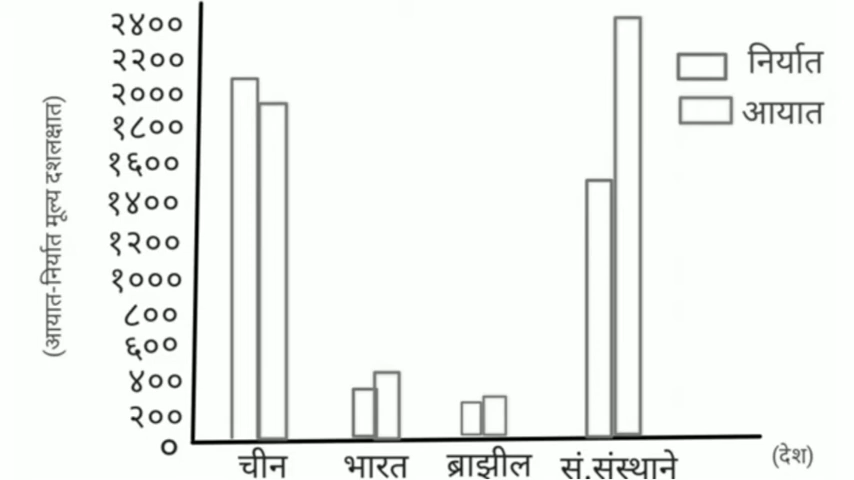 २४००
२२००
२०००
१८००
१६००
१४००
१२००
१०००
८००
६००
४००
२००
०
(आयात-निर्यात मूल्य दशलक्षात)
निर्यात
आयात
चीन भारत ब्राझील सं.संस्थाने
(देश)